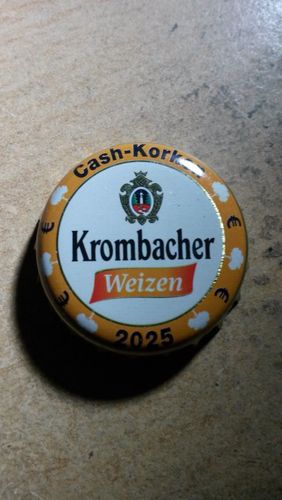 Cash-Korken
Krombacher
Weizen
2025
€
€
€
€